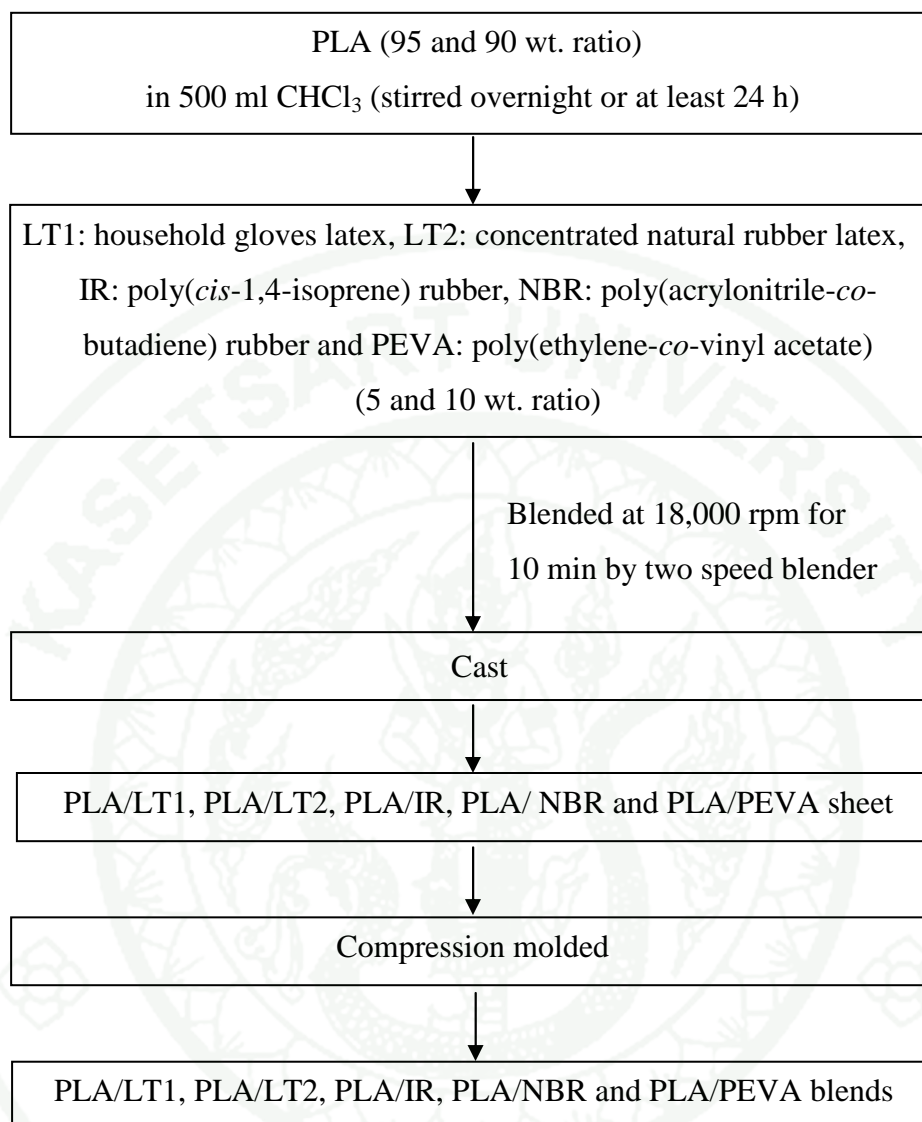 PLA (95 and 90 wt. ratio)
in 500 ml CHCl₃ (stirred overnight or at least 24 h)
LT1: household gloves latex, LT2: concentrated natural rubber latex,
IR: poly(cis-1,4-isoprene) rubber, NBR: poly(acrylonitrile-co-
butadiene) rubber and PEVA: poly(ethylene-co-vinyl acetate)
(5 and 10 wt. ratio)
Blended at 18,000 rpm for
10 min by two speed blender
Cast
PLA/LT1, PLA/LT2, PLA/IR, PLA/ NBR and PLA/PEVA sheet
Compression molded
PLA/LT1, PLA/LT2, PLA/IR, PLA/NBR and PLA/PEVA blends
KASETSART UNIVERSIT